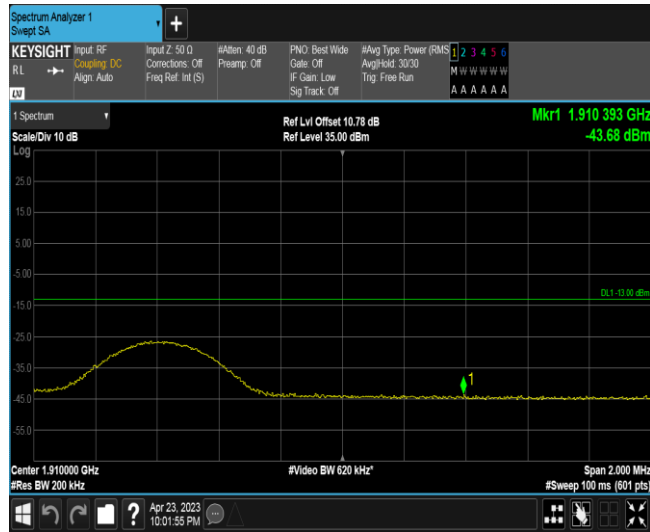 Spectrum Analyzer 1
Swept SA
KEYSIGHT
RL
LXI
Input: RF
Coupling: DC
Align: Auto
Input Z: 50 Ω
Corrections: Off
Freq Ref: Int (S)
#Atten: 40 dB
Preamp: Off
PNO: Best Wide
Gate: Off
IF Gain: Low
Sig Track: Off
#Avg Type: Power (RMS
Avg|Hold: 30/30
Trig: Free Run
1 2 3 4 5 6
M W W W W W
A A A A A A
1 Spectrum
Scale/Div 10 dB
Ref Lvl Offset 10.78 dB
Ref Level 35.00 dBm
Mkr1 1.910 393 GHz
-43.68 dBm
Log
25.0
15.0
5.00
-5.00
DL1 -13.00 dBm
-15.0
-25.0
-35.0
1
-45.0
-55.0
Center 1.910000 GHz
#Res BW 200 kHz
#Video BW 620 kHz*
Span 2.000 MHz
#Sweep 100 ms (601 pts)
?
Apr 23, 2023
10:01:55 PM